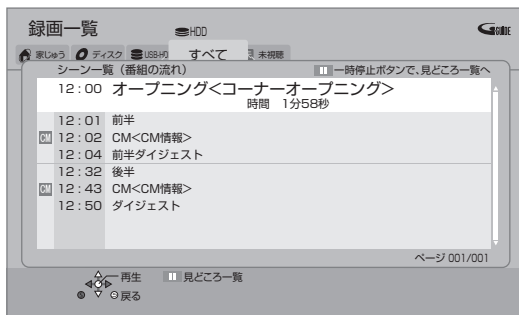 録画一覧 HDD GGUIDE
家じゅう ディスク USB-HD すべて 未視聴
シーン一覧（番組の流れ） 一時停止ボタンで、見どころ一覧へ
12:00 オープニング<コーナーオープニング>
時間 1分58秒
12:01 前半
CM 12:02 CM<CM情報>
12:04 前半ダイジェスト
12:32 後半
CM 12:43 CM<CM情報>
12:50 ダイジェスト
ページ 001/001
再生 見どころ一覧
戻る